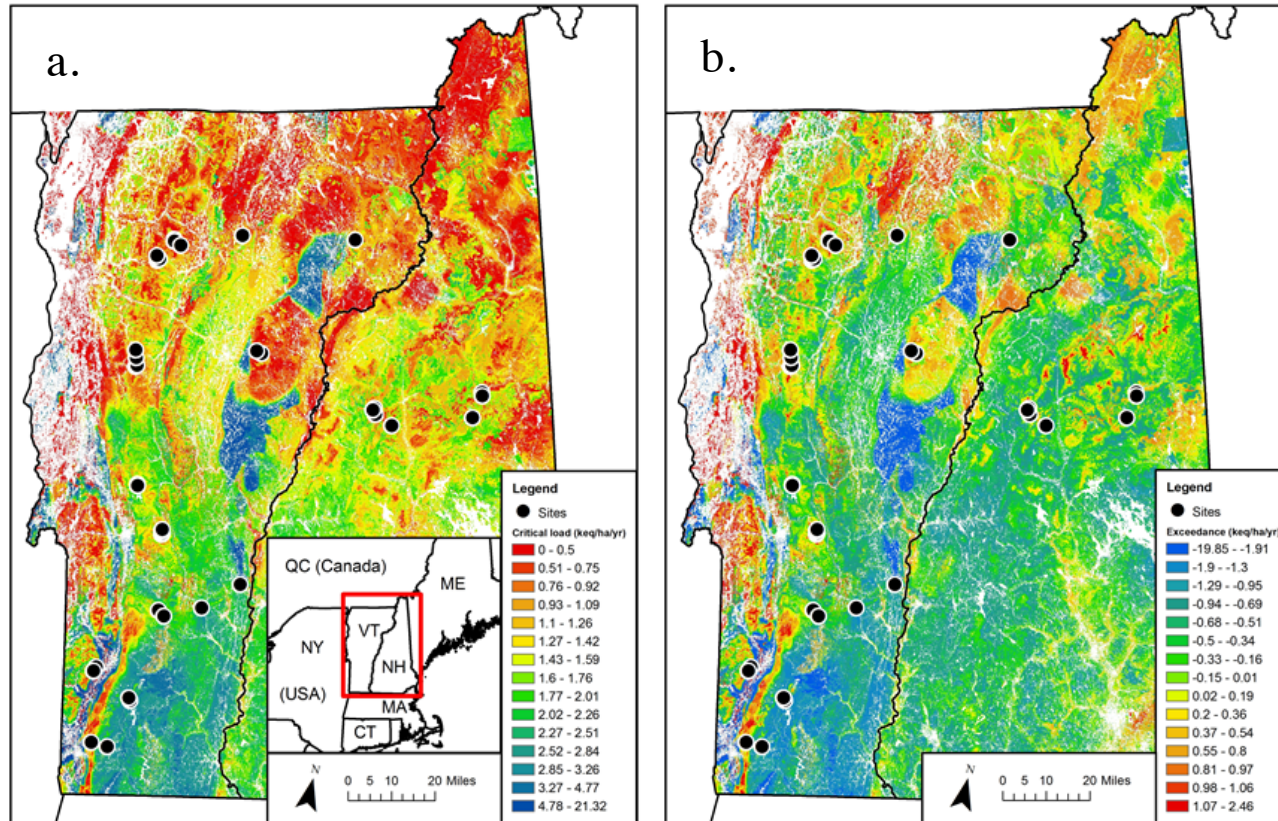 a.
Legend
Sites
Critical load (keq/ha/yr)
0 - 0.5
0.51 - 0.75
0.76 - 0.92
0.93 - 1.09
1.1 - 1.26
1.27 - 1.42
1.43 - 1.59
1.6 - 1.76
1.77 - 2.01
2.02 - 2.26
2.27 - 2.51
2.52 - 2.84
2.85 - 3.26
3.27 - 4.77
4.78 - 21.32
QC (Canada)
ME
VT
NY
NH
(USA)
MA
CT
N
0 5 10 20 Miles
b.
Legend
Sites
Exceedance (keq/ha/yr)
-19.85 - -1.91
-1.9 - -1.3
-1.29 - -0.95
-0.94 - -0.69
-0.68 - -0.51
-0.5 - -0.34
-0.33 - -0.16
-0.15 - 0.01
0.02 - 0.19
0.2 - 0.36
0.37 - 0.54
0.55 - 0.8
0.81 - 0.97
0.98 - 1.06
1.07 - 2.46
N
0 5 10 20 Miles